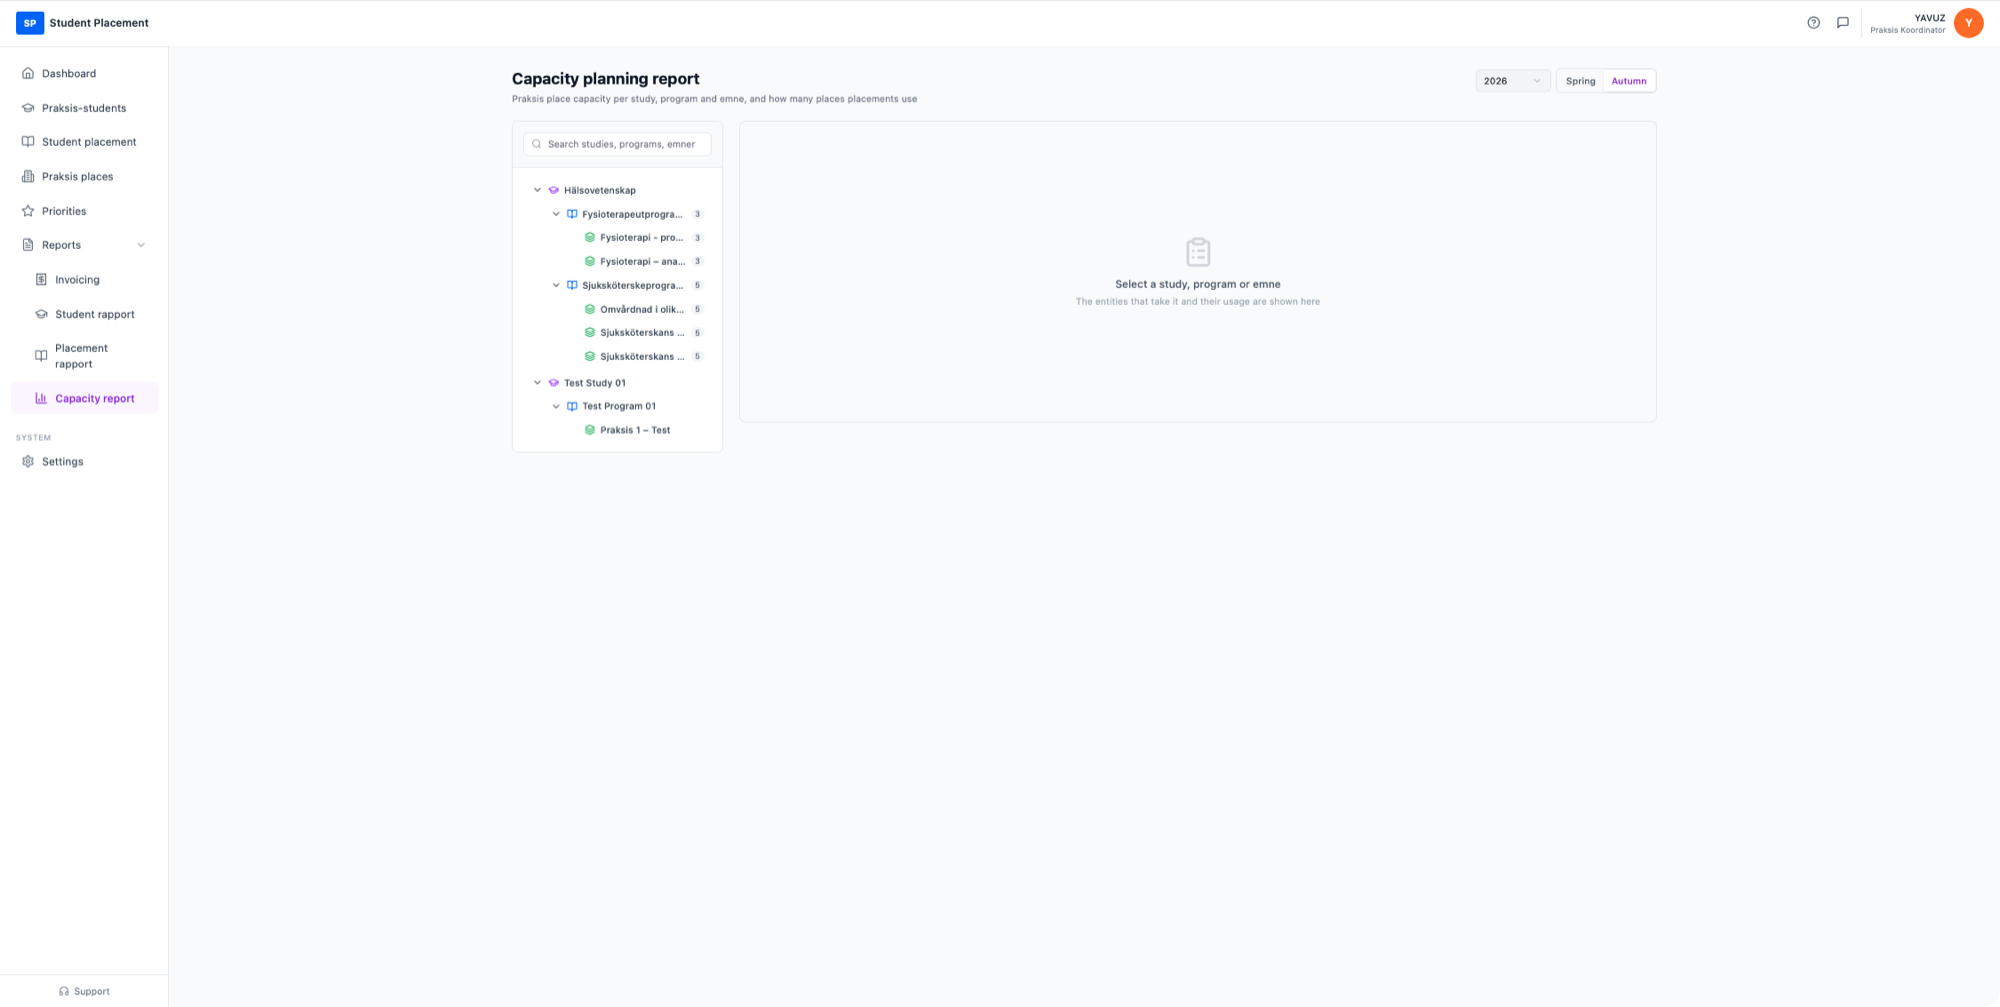 SP Student Placement
YAVUZ
Praksis Koordinator
Y
Dashboard
Praksis-students
Student placement
Praksis places
Priorities
Reports
Invoicing
Student rapport
Placement
rapport
Capacity report
SYSTEM
Settings
Support
Capacity planning report
Praksis place capacity per study, program and emne, and how many places placements use
2026
Spring
Autumn
Search studies, programs, emner
Hälsovetenskap
Fysioterapeutprogra... 3
Fysioterapi - pro... 3
Fysioterapi – ana... 3
Sjuksköterskeprogra... 5
Omvårdnad i olik... 5
Sjuksköterskans ... 5
Sjuksköterskans ... 5
Test Study 01
Test Program 01
Praksis 1 – Test
Select a study, program or emne
The entities that take it and their usage are shown here